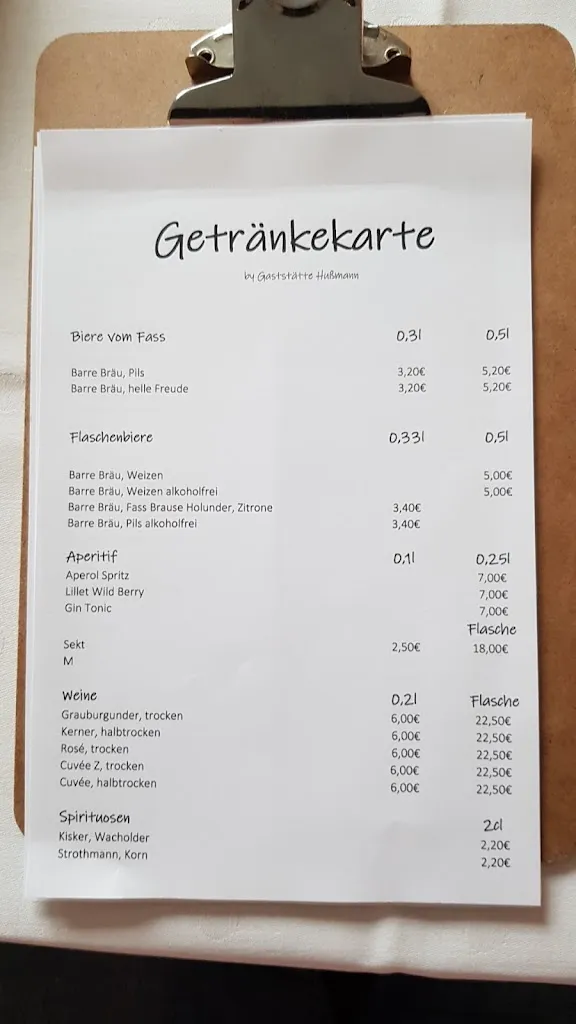 Getränkekarte
by Gaststätte Hußmann
Biere vom Fass 0,3l 0,5l
Barre Bräu, Pils 3,20€ 5,20€
Barre Bräu, helle Freude 3,20€ 5,20€
Flaschenbiere 0,33l 0,5l
Barre Bräu, Weizen 5,00€
Barre Bräu, Weizen alkoholfrei 5,00€
Barre Bräu, Fass Brause Holunder, Zitrone 3,40€
Barre Bräu, Pils alkoholfrei 3,40€
Aperitif 0,1l 0,25l
Aperol Spritz 7,00€
Lillet Wild Berry 7,00€
Gin Tonic 7,00€
Flasche
Sekt 2,50€ 18,00€
M
Weine 0,2l Flasche
Grauburgunder, trocken 6,00€ 22,50€
Kerner, halbtrocken 6,00€ 22,50€
Rosé, trocken 6,00€ 22,50€
Cuvée Z, trocken 6,00€ 22,50€
Cuvée, halbtrocken 6,00€ 22,50€
Spirituosen 2cl
Kisker, Wacholder 2,20€
Strothmann, Korn 2,20€